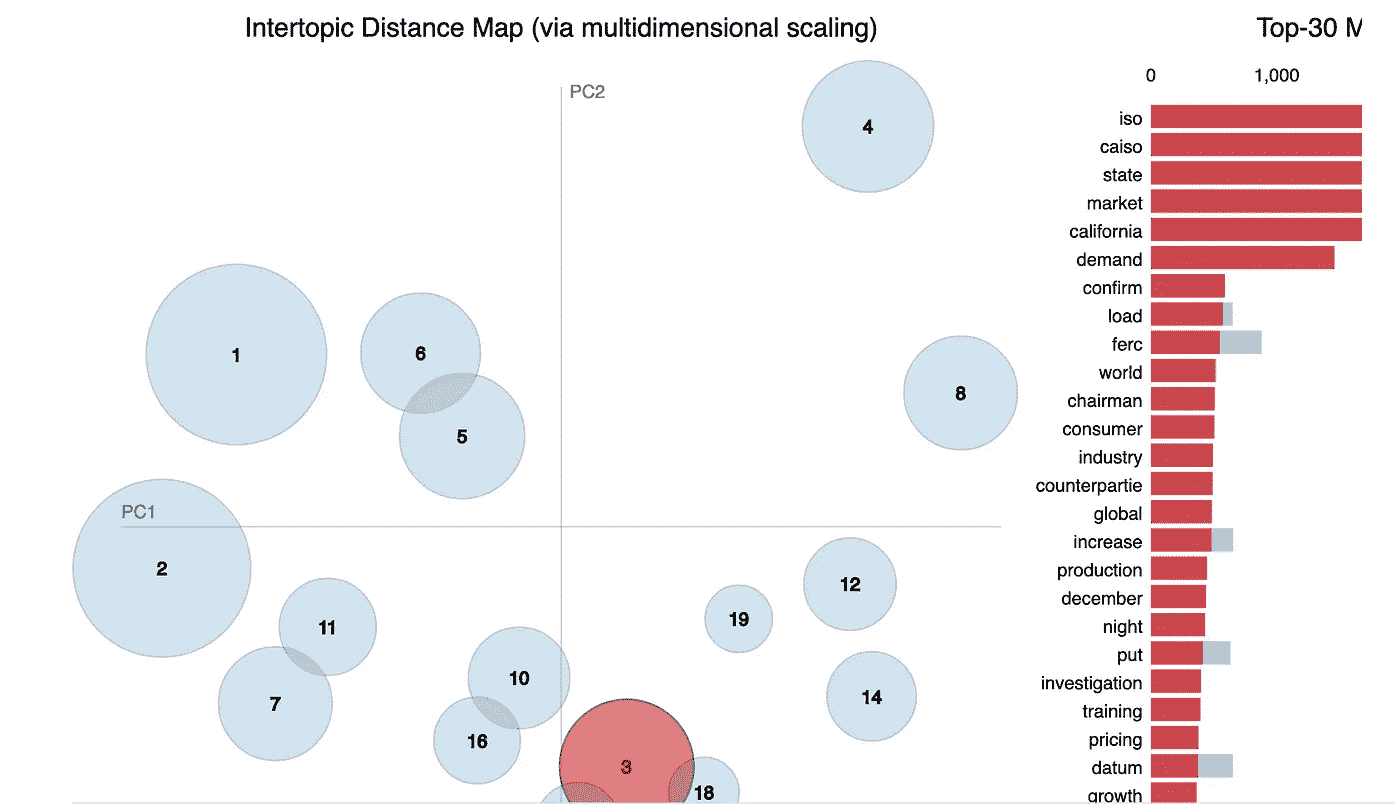 Intertopic Distance Map (via multidimensional scaling)
Top-30 M
PC2
PC1
4
1
6
5
8
2
11
7
10
16
12
19
14
3
18
0
1,000
iso
caiso
state
market
california
demand
confirm
load
ferc
world
chairman
consumer
industry
counterpartie
global
increase
production
december
night
put
investigation
training
pricing
datum
growth